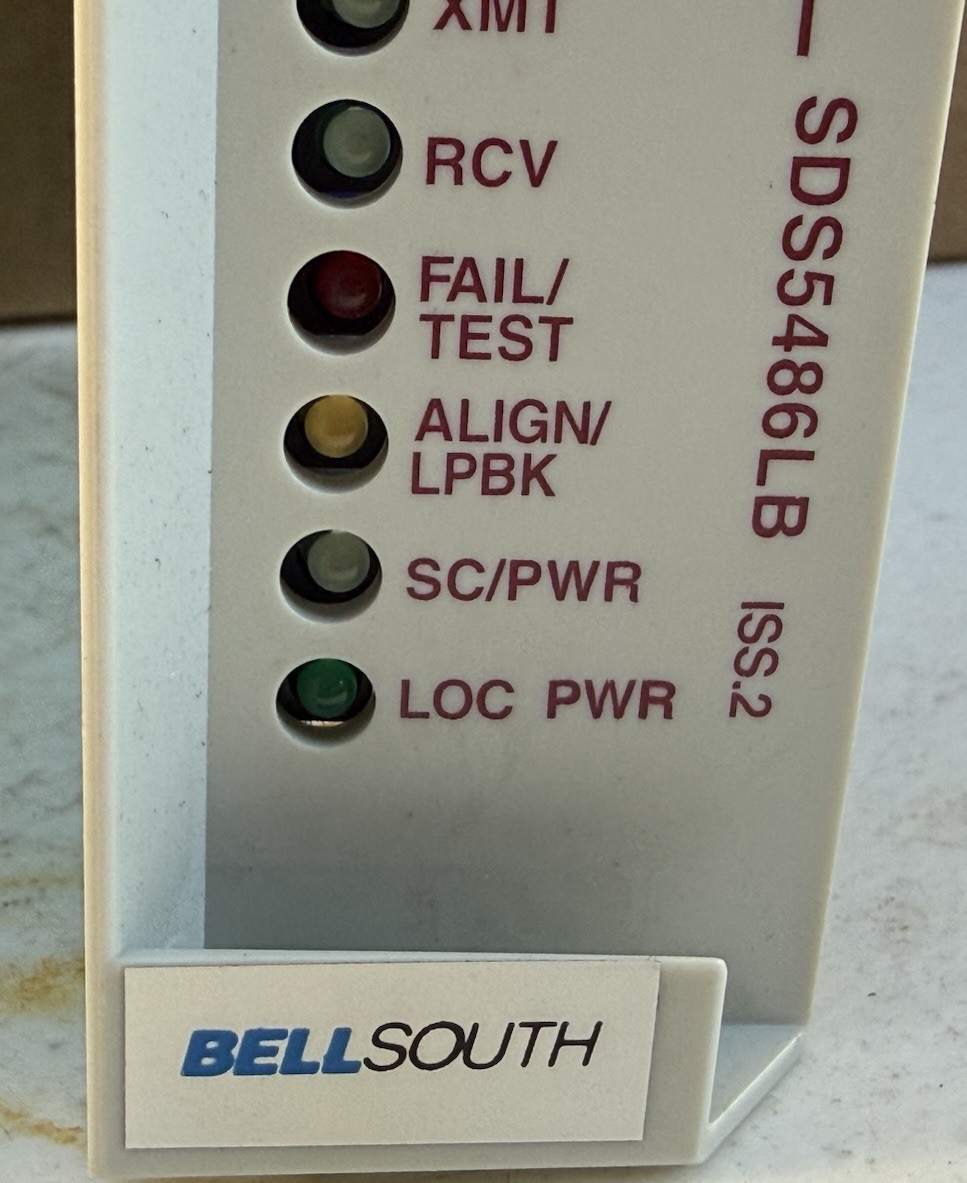 XMT
RCV
FAIL/
TEST
ALIGN/
LPBK
SC/PWR
LOC PWR
SDS5486LB ISS.2
BELLSOUTH